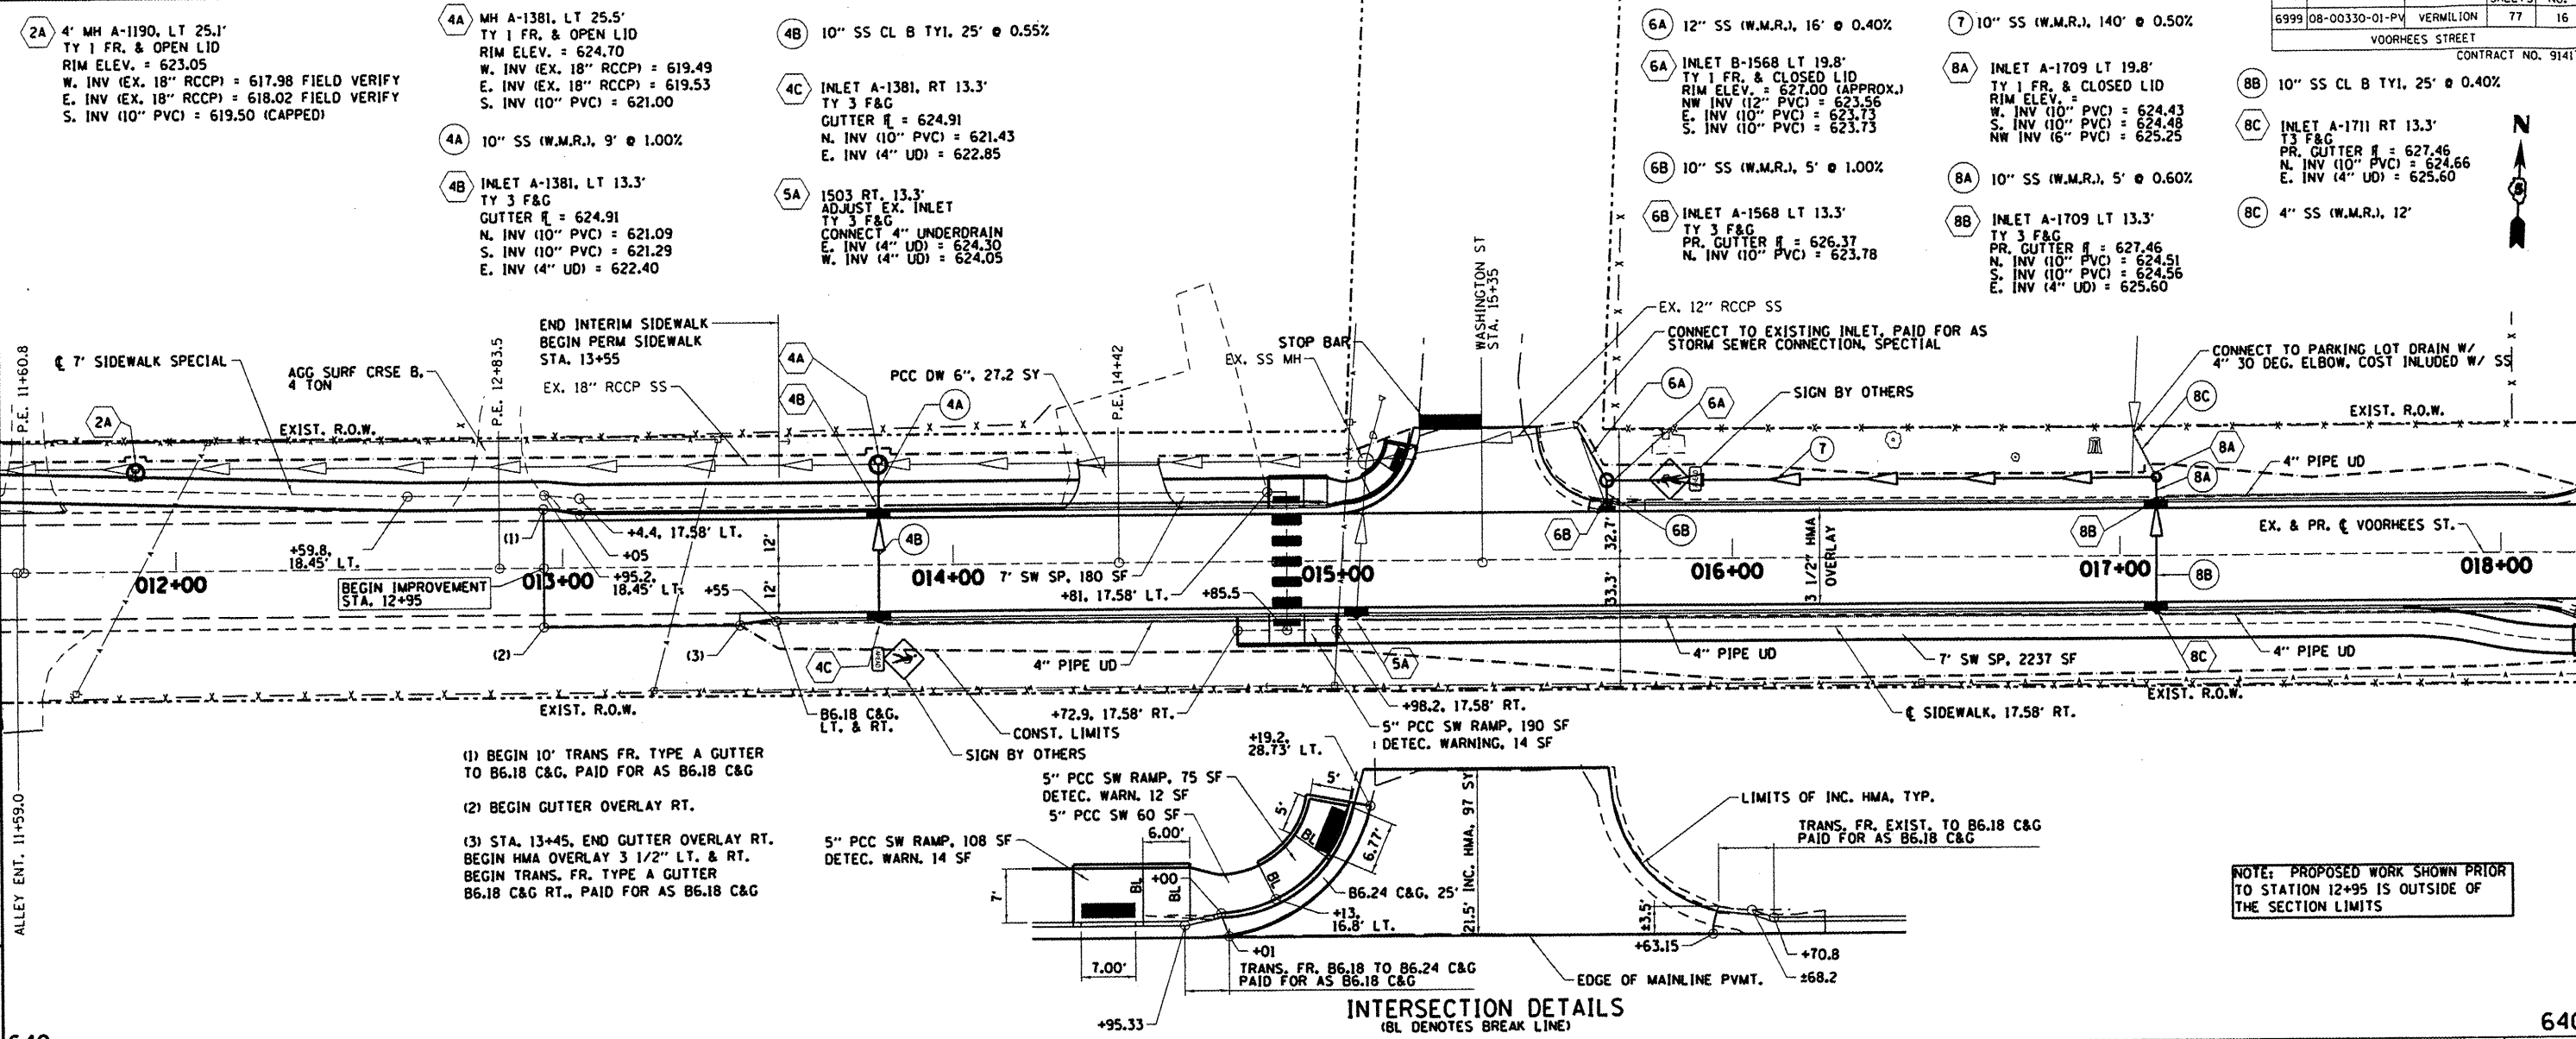 2A
4' MH A-1190, LT 25.1'
TY 1 FR. & OPEN LID
RIM ELEV. = 623.05
W. INV (EX. 18" RCCP) = 617.98 FIELD VERIFY
E. INV (EX. 18" RCCP) = 618.02 FIELD VERIFY
S. INV (10" PVC) = 619.50 (CAPPED)
4A
MH A-1381, LT 25.5'
TY 1 FR. & OPEN LID
RIM ELEV. = 624.70
W. INV (EX. 18" RCCP) = 619.49
E. INV (EX. 18" RCCP) = 619.53
S. INV (10" PVC) = 621.00
4A
10" SS (W.M.R.), 9' @ 1.00%
4B
INLET A-1381, LT 13.3'
TY 3 F&G
GUTTER FL = 624.91
N. INV (10" PVC) = 621.09
S. INV (10" PVC) = 621.29
E. INV (4" UD) = 622.40
4B
10" SS CL B TY1, 25' @ 0.55%
4C
INLET A-1381, RT 13.3'
TY 3 F&G
GUTTER FL = 624.91
N. INV (10" PVC) = 621.43
E. INV (4" UD) = 622.85
5A
1503 RT, 13.3'
ADJUST EX. INLET
TY 3 F&G
CONNECT 4" UNDERDRAIN
E. INV (4" UD) = 624.30
W. INV (4" UD) = 624.05
6A
12" SS (W.M.R.), 16' @ 0.40%
6A
INLET B-1568 LT 19.8'
TY 1 FR. & CLOSED LID
RIM ELEV. = 627.00 (APPROX.)
NW INV (12" PVC) = 623.56
E. INV (10" PVC) = 623.73
S. INV (10" PVC) = 623.73
6B
10" SS (W.M.R.), 5' @ 1.00%
6B
INLET A-1568 LT 13.3'
TY 3 F&G
PR. GUTTER FL = 626.37
N. INV (10" PVC) = 623.78
7
10" SS (W.M.R.), 140' @ 0.50%
8A
INLET A-1709 LT 19.8'
TY 1 FR. & CLOSED LID
RIM ELEV. =
W. INV (10" PVC) = 624.43
S. INV (10" PVC) = 624.48
NW INV (6" PVC) = 625.25
8A
10" SS (W.M.R.), 5' @ 0.60%
8B
INLET A-1709 LT 13.3'
TY 3 F&G
PR. GUTTER FL = 627.46
N. INV (10" PVC) = 624.51
S. INV (10" PVC) = 624.56
E. INV (4" UD) = 625.60
6999 08-00330-01-PV VERMILION 77 16
VOORHEES STREET
CONTRACT NO. 9141
8B
10" SS CL B TY1, 25' @ 0.40%
8C
INLET A-1711 RT 13.3'
T3 F&G
PR. GUTTER FL = 627.46
N. INV (10" PVC) = 624.66
E. INV (4" UD) = 625.60
8C
4" SS (W.M.R.), 12'
N
P.E. 11+60.8
℄ 7' SIDEWALK SPECIAL
AGG SURF CRSE B,
4 TON
P.E. 12+83.5
END INTERIM SIDEWALK
BEGIN PERM SIDEWALK
STA. 13+55
EX. 18" RCCP SS
4A
4B
4A
PCC DW 6", 27.2 SY
P.E. 14+42
STOP BAR
EX. SS MH
WASHINGTON ST
STA. 15+35
EX. 12" RCCP SS
CONNECT TO EXISTING INLET, PAID FOR AS
STORM SEWER CONNECTION, SPECTIAL
6A
6A
SIGN BY OTHERS
CONNECT TO PARKING LOT DRAIN W/
4" 30 DEG. ELBOW, COST INLUDED W/ SS
8C
EXIST. R.O.W.
2A
EXIST. R.O.W.
7
8A
4" PIPE UD
8A
(1)
+4.4, 17.58' LT.
+05
+59.8,
18.45' LT.
+95.2,
18.45' LT.
BEGIN IMPROVEMENT
STA. 12+95
12'
12'
4B
7' SW SP, 180 SF
+81, 17.58' LT.
+85.5
6B
6B
32.7'
33.3'
3 1/2" HMA
OVERLAY
8B
8B
EX. & PR. ℄ VOORHEES ST.
012+00
013+00
014+00
015+00
016+00
017+00
018+00
+55
(2)
(3)
4C
4" PIPE UD
5A
4" PIPE UD
7' SW SP, 2237 SF
8C
4" PIPE UD
EXIST. R.O.W.
B6.18 C&G,
LT. & RT.
CONST. LIMITS
SIGN BY OTHERS
+72.9, 17.58' RT.
+98.2, 17.58' RT.
5" PCC SW RAMP, 190 SF
DETEC. WARNING, 14 SF
℄ SIDEWALK, 17.58' RT.
EXIST. R.O.W.
ALLEY ENT. 11+59.0
(1) BEGIN 10' TRANS FR. TYPE A GUTTER
TO B6.18 C&G, PAID FOR AS B6.18 C&G
(2) BEGIN GUTTER OVERLAY RT.
(3) STA. 13+45, END GUTTER OVERLAY RT.
BEGIN HMA OVERLAY 3 1/2" LT. & RT.
BEGIN TRANS. FR. TYPE A GUTTER
B6.18 C&G RT., PAID FOR AS B6.18 C&G
+19.2,
28.73' LT.
5" PCC SW RAMP, 75 SF
DETEC. WARN. 12 SF
5" PCC SW 60 SF
5" PCC SW RAMP, 108 SF
DETEC. WARN. 14 SF
6.00'
5'
5'
BL
BL
BL
BL
6.77'
7'
+00
B6.24 C&G, 25'
+13,
16.8' LT.
21.5' INC. HMA, 97 SY
LIMITS OF INC. HMA, TYP.
TRANS. FR. EXIST. TO B6.18 C&G
PAID FOR AS B6.18 C&G
±3.5'
+63.15
+70.8
±68.2
+01
7.00'
TRANS. FR. B6.18 TO B6.24 C&G
PAID FOR AS B6.18 C&G
EDGE OF MAINLINE PVMT.
+95.33
INTERSECTION DETAILS
(BL DENOTES BREAK LINE)
NOTE: PROPOSED WORK SHOWN PRIOR
TO STATION 12+95 IS OUTSIDE OF
THE SECTION LIMITS